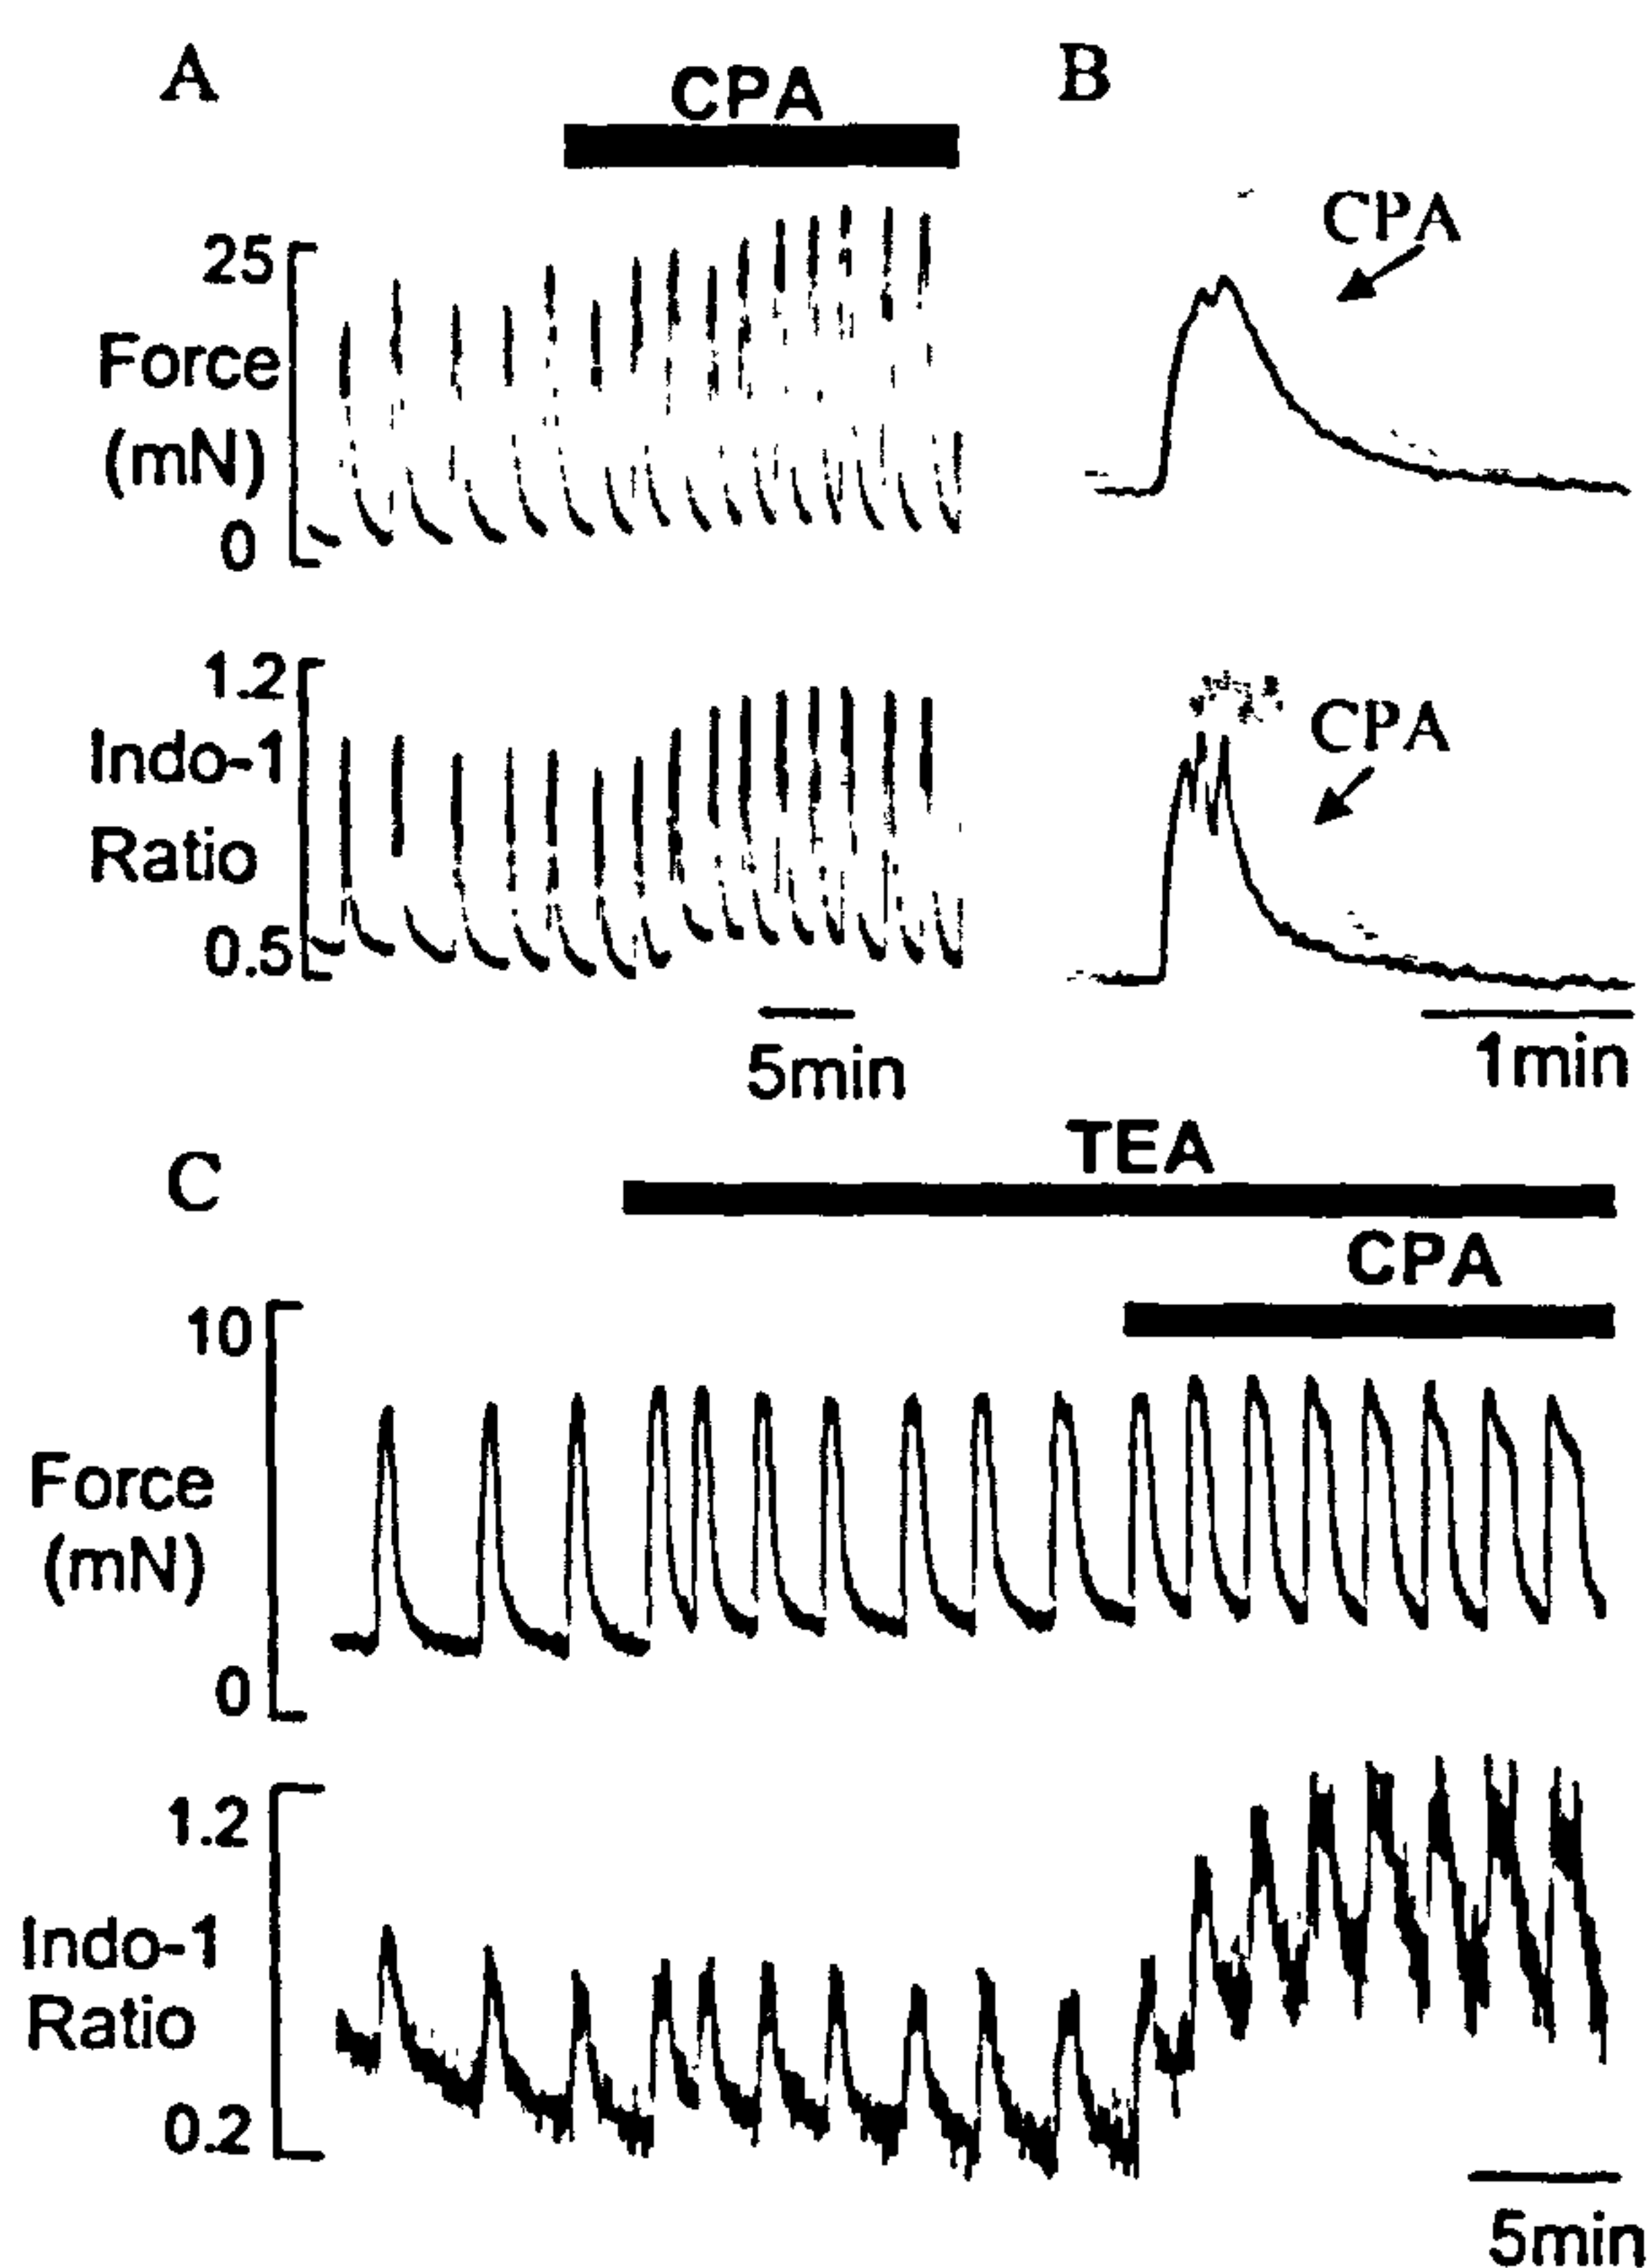 A
CPA
B
25
Force
(mN)
0
CPA
1.2
Indo-1
Ratio
0.5
CPA
5min
1min
C
TEA
CPA
10
Force
(mN)
0
1.2
Indo-1
Ratio
0.2
5min